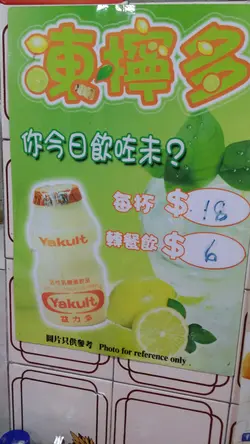 凍檸多
你今日飲咗未？
每杯 $ 18
轉餐飲 $ 6
Yakult
Yakult
益力多
圖片只供參考 Photo for reference only